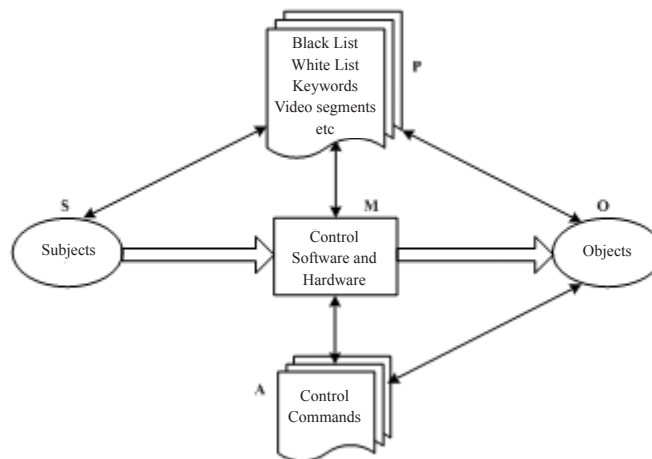 Black List
White List
Keywords
Video segments
etc
P
S
Subjects
M
Control
Software and
Hardware
O
Objects
A
Control
Commands